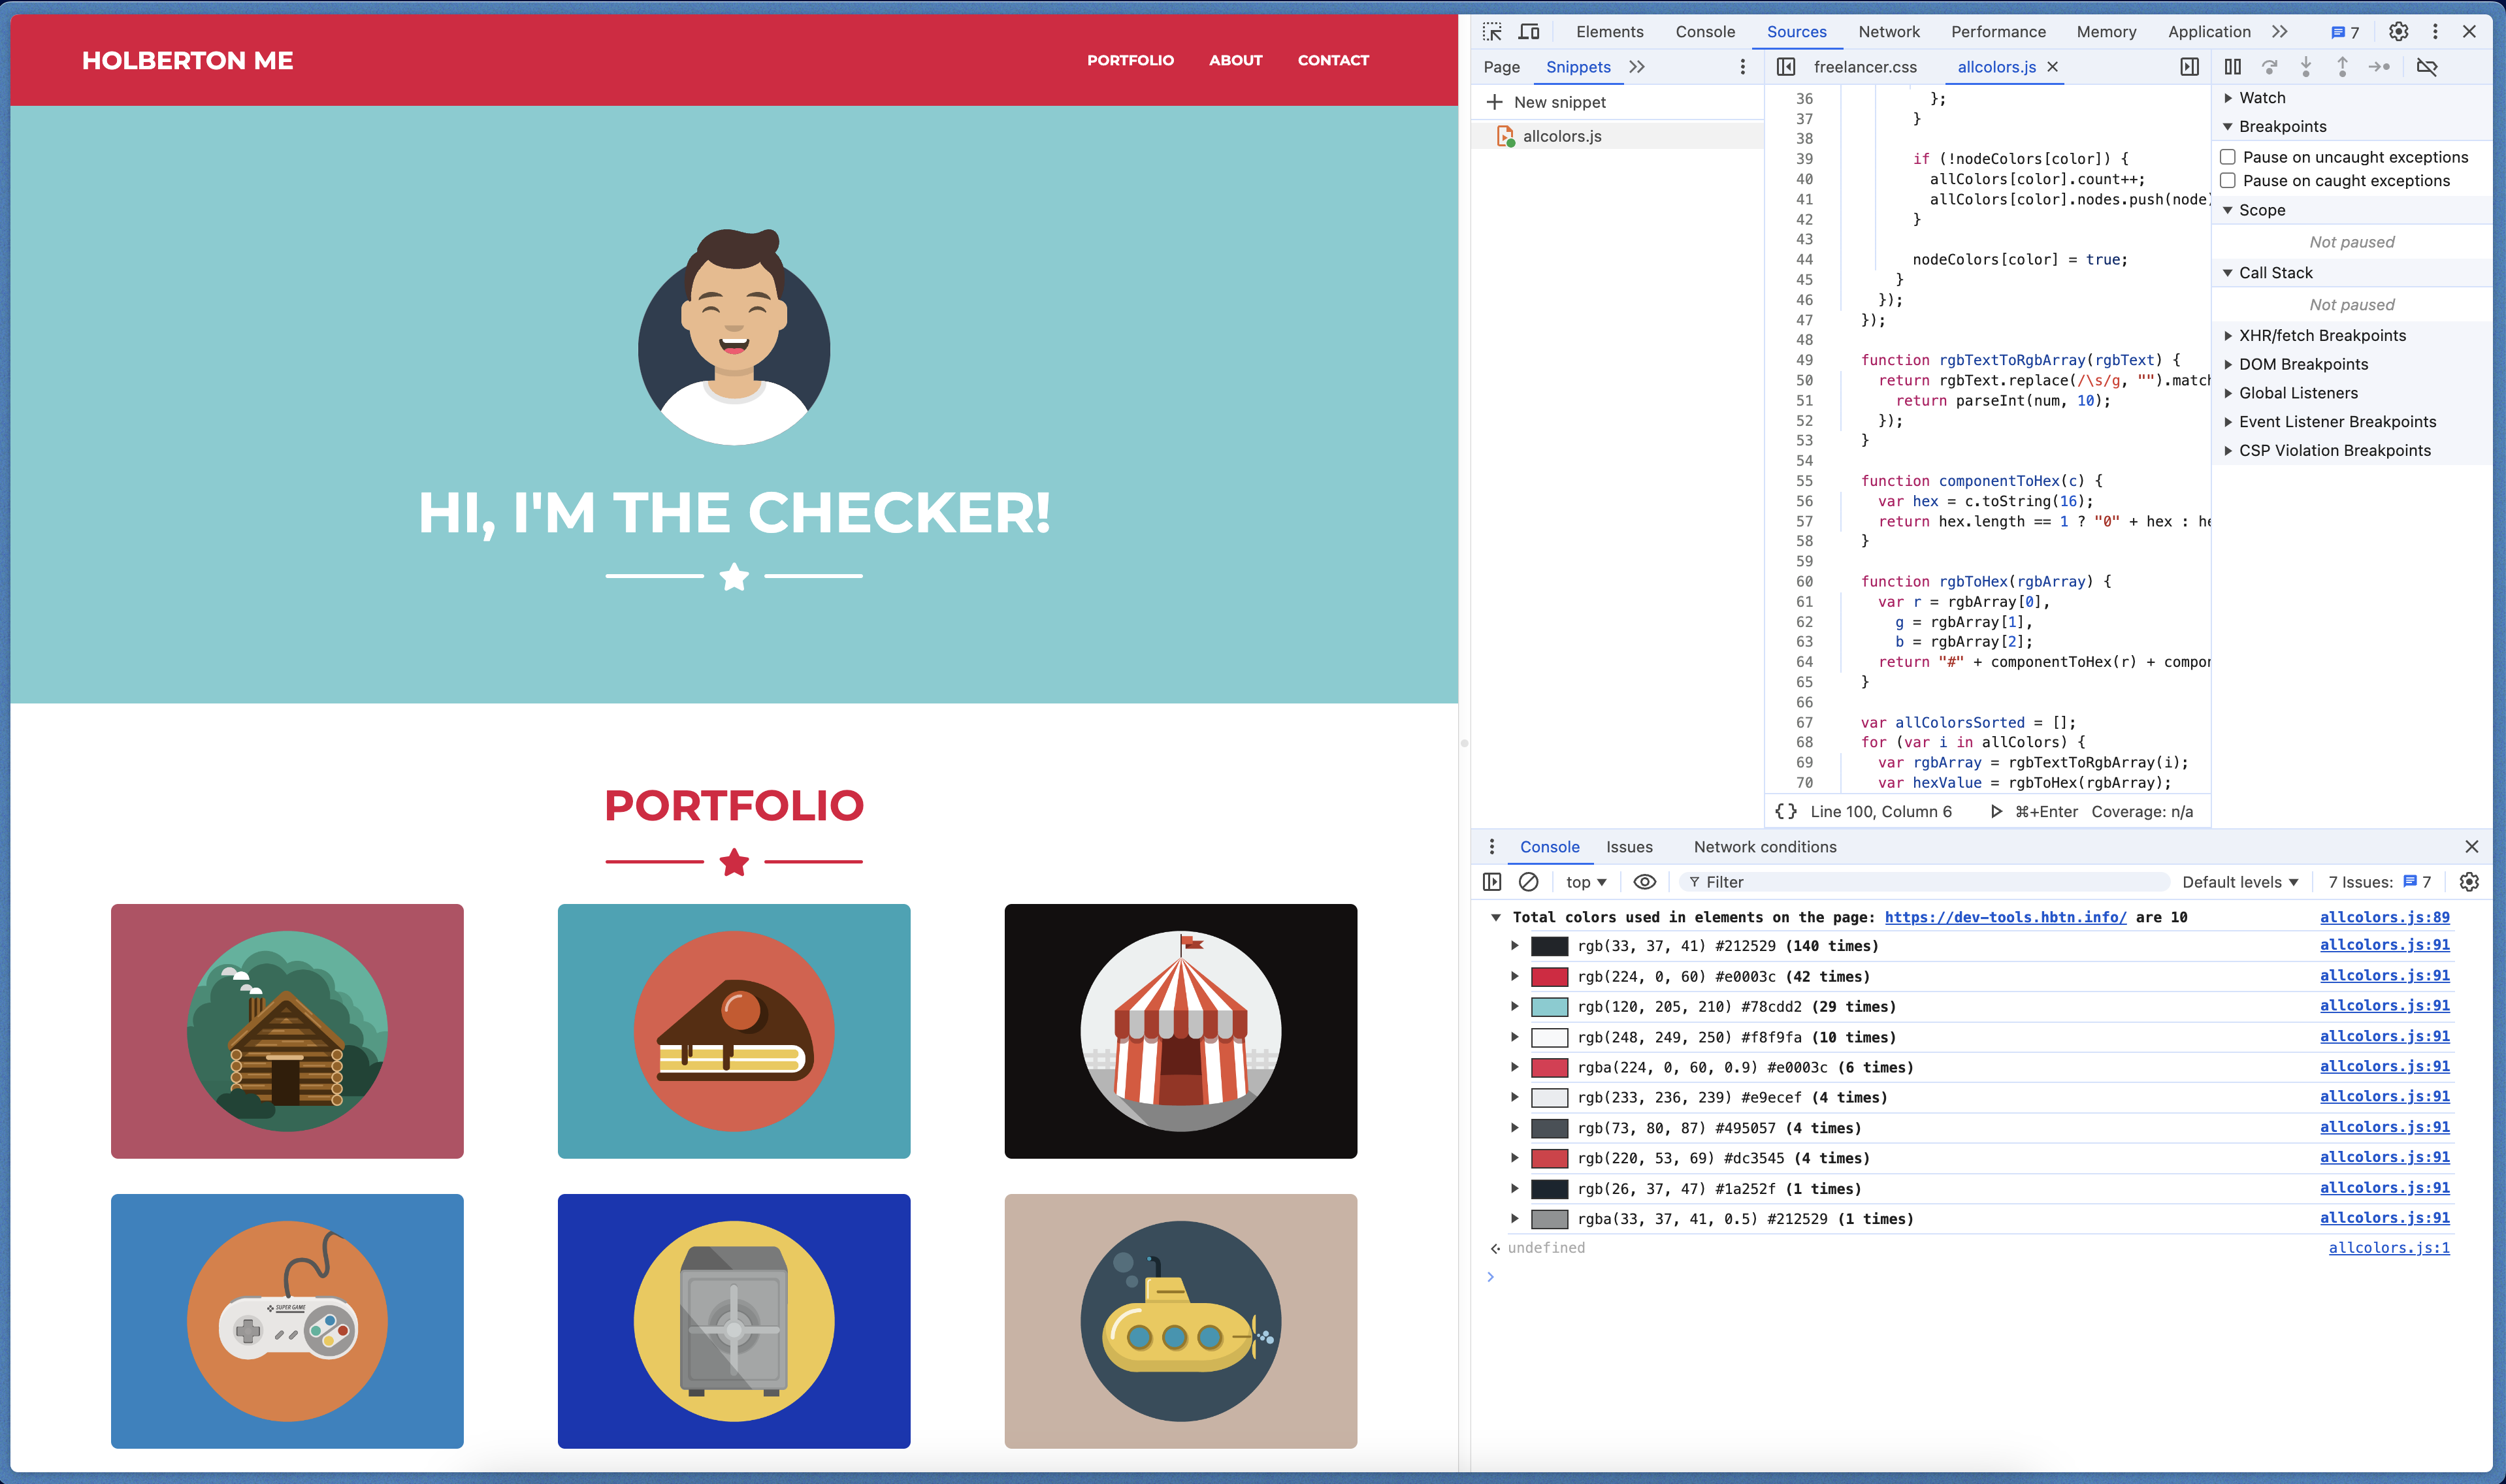 HOLBERTON ME
PORTFOLIO ABOUT CONTACT
HI, I'M THE CHECKER!
PORTFOLIO
SUPER GAME
Elements Console Sources Network Performance Memory Application 7
Page Snippets
New snippet
allcolors.js
freelancer.css allcolors.js
36 };
37 }
38
39 if (!nodeColors[color]) {
40 allColors[color].count++;
41 allColors[color].nodes.push(node)
42 }
43
44 nodeColors[color] = true;
45 }
46 });
47 });
48
49 function rgbTextToRgbArray(rgbText) {
50 return rgbText.replace(/\s/g, "").match
51 return parseInt(num, 10);
52 });
53 }
54
55 function componentToHex(c) {
56 var hex = c.toString(16);
57 return hex.length == 1 ? "0" + hex : he
58 }
59
60 function rgbToHex(rgbArray) {
61 var r = rgbArray[0],
62 g = rgbArray[1],
63 b = rgbArray[2];
64 return "#" + componentToHex(r) + compon
65 }
66
67 var allColorsSorted = [];
68 for (var i in allColors) {
69 var rgbArray = rgbTextToRgbArray(i);
70 var hexValue = rgbToHex(rgbArray);
{} Line 100, Column 6 ⌘+Enter Coverage: n/a
Watch
Breakpoints
Pause on uncaught exceptions
Pause on caught exceptions
Scope
Not paused
Call Stack
Not paused
XHR/fetch Breakpoints
DOM Breakpoints
Global Listeners
Event Listener Breakpoints
CSP Violation Breakpoints
Console Issues Network conditions
top Filter Default levels 7 Issues: 7
Total colors used in elements on the page: https://dev-tools.hbtn.info/ are 10 allcolors.js:89
rgb(33, 37, 41) #212529 (140 times) allcolors.js:91
rgb(224, 0, 60) #e0003c (42 times) allcolors.js:91
rgb(120, 205, 210) #78cdd2 (29 times) allcolors.js:91
rgb(248, 249, 250) #f8f9fa (10 times) allcolors.js:91
rgba(224, 0, 60, 0.9) #e0003c (6 times) allcolors.js:91
rgb(233, 236, 239) #e9ecef (4 times) allcolors.js:91
rgb(73, 80, 87) #495057 (4 times) allcolors.js:91
rgb(220, 53, 69) #dc3545 (4 times) allcolors.js:91
rgb(26, 37, 47) #1a252f (1 times) allcolors.js:91
rgba(33, 37, 41, 0.5) #212529 (1 times) allcolors.js:91
undefined allcolors.js:1